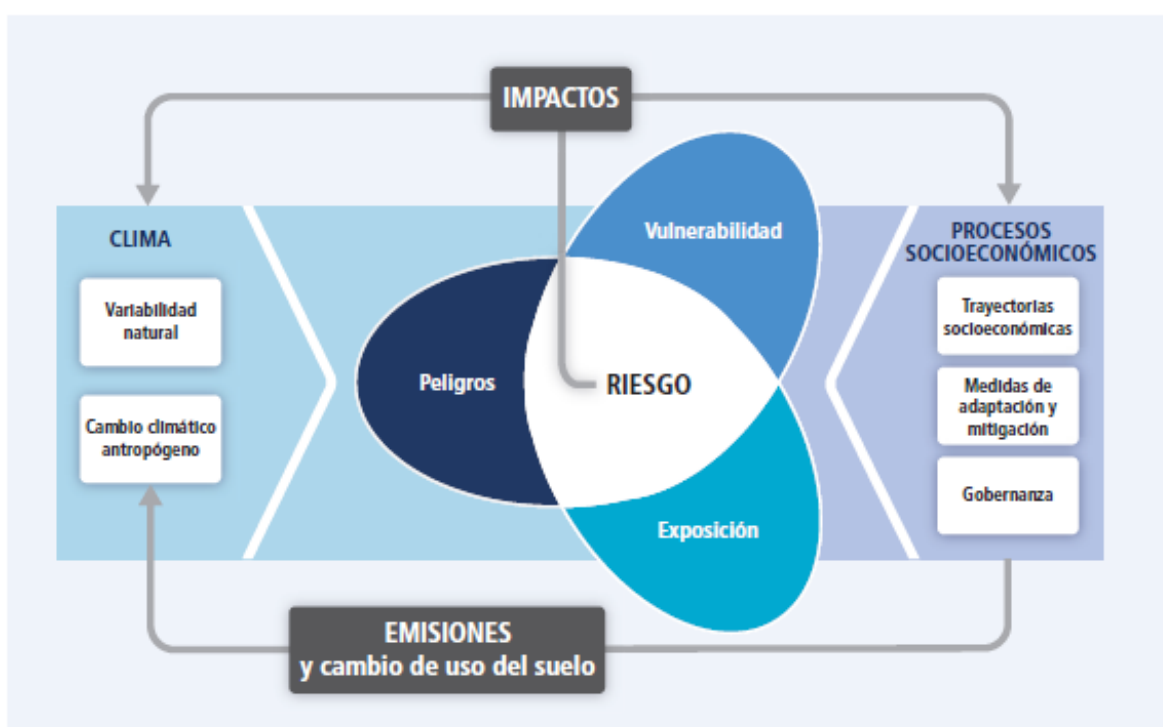 IMPACTOS
CLIMA
Variabilidad
natural
Cambio climático
antropógeno
Peligros
Vulnerabilidad
RIESGO
Exposición
PROCESOS
SOCIOECONÓMICOS
Trayectorias
socioeconómicas
Medidas de
adaptación y
mitigación
Gobernanza
EMISIONES
y cambio de uso del suelo